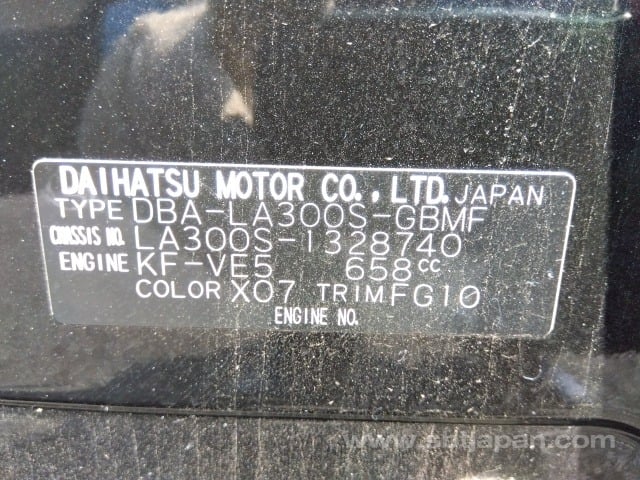 DAIHATSU MOTOR CO., LTD. JAPAN
TYPE DBA-LA300S-GBMF
CHASSIS NO. LA300S-1328740
ENGINE KF-VE5 658cc
COLOR X07 TRIM FG10
ENGINE NO.
www.sbtjapan.com